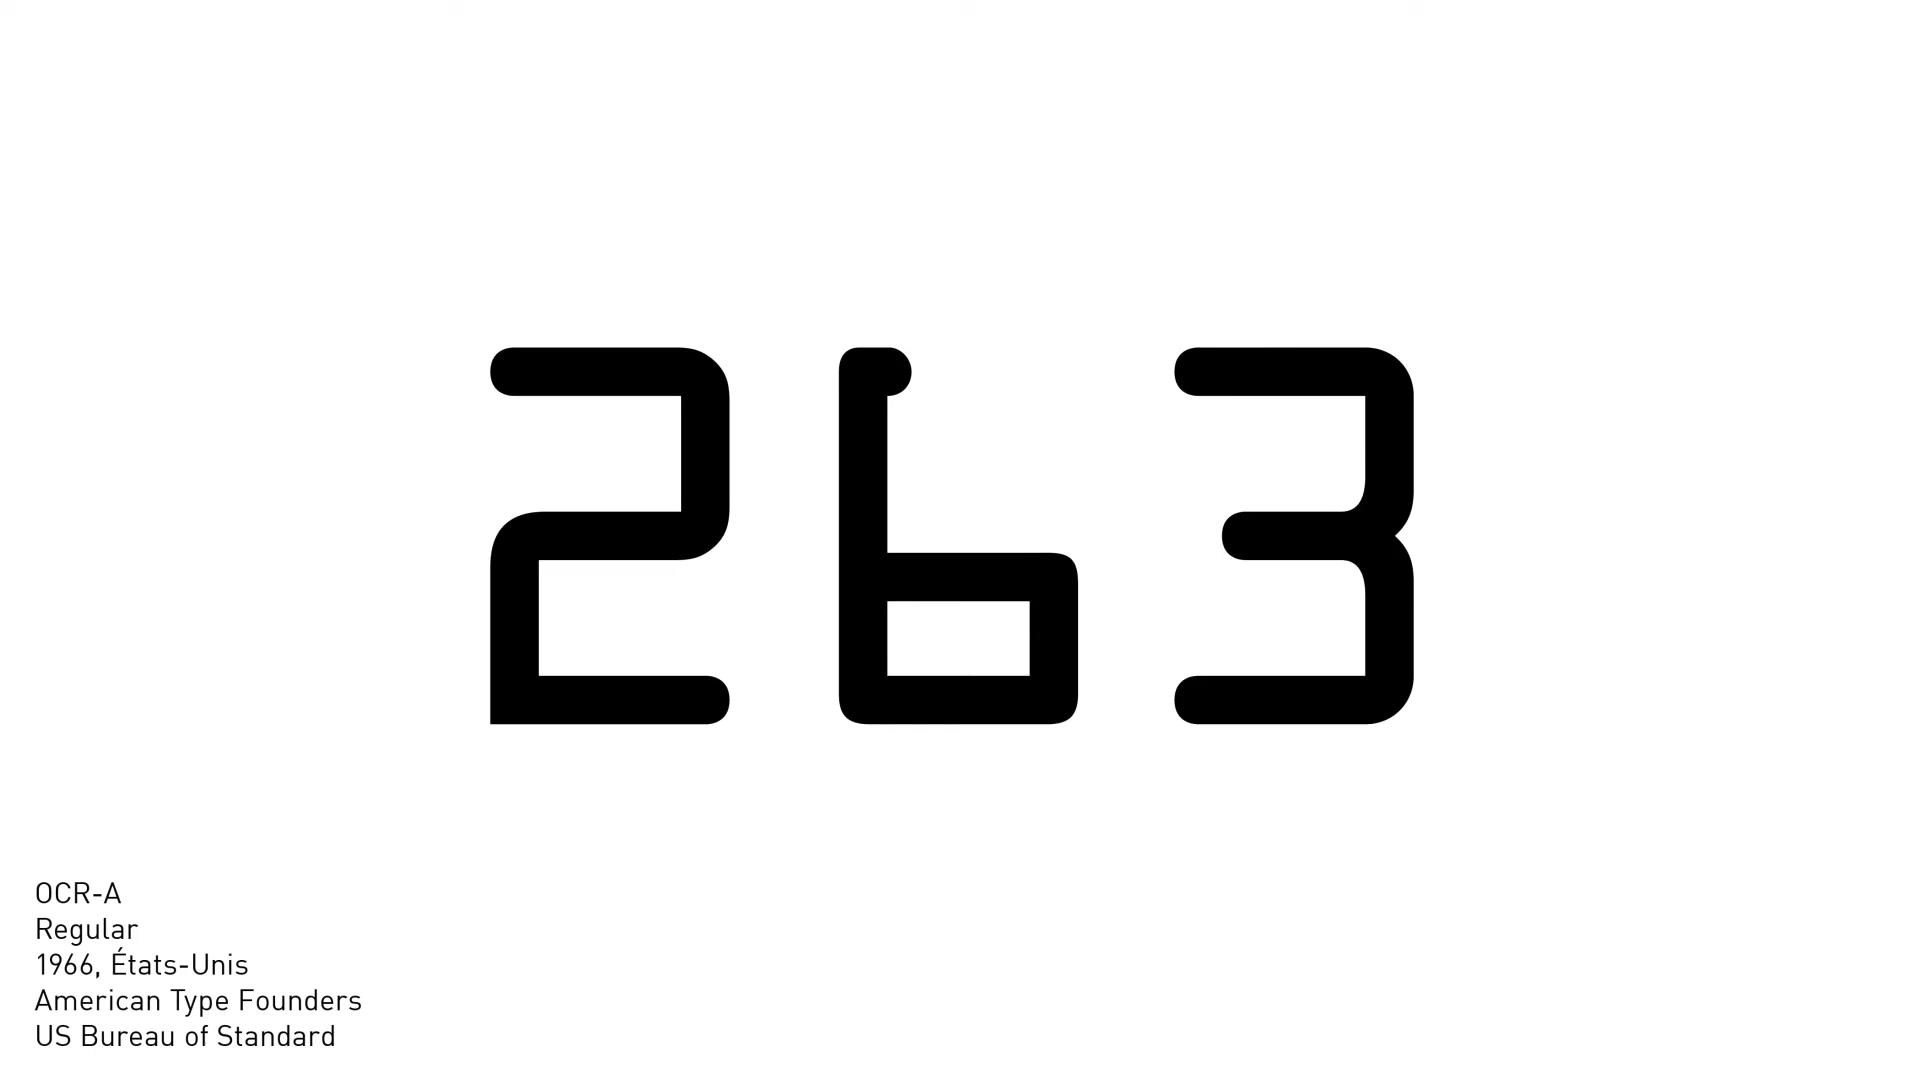 263
OCR-A
Regular
1966, États-Unis
American Type Founders
US Bureau of Standard